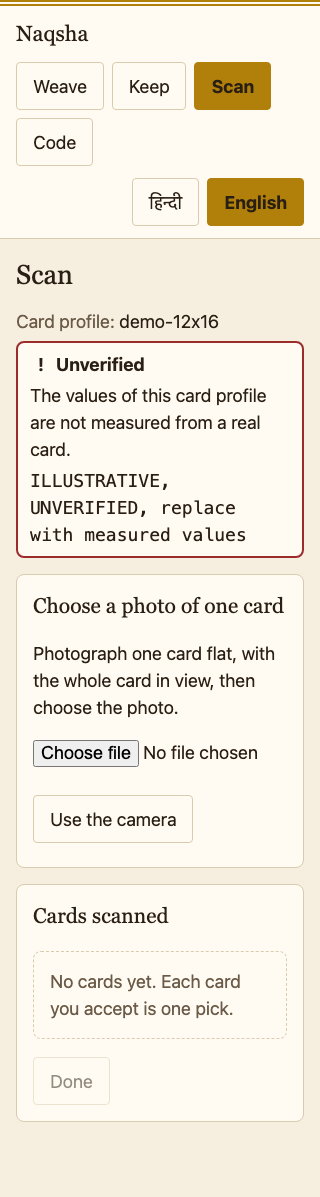 Naqsha
Weave
Keep
Scan
Code
हिन्दी
English
Scan
Card profile: demo-12x16
! Unverified
The values of this card profile
are not measured from a real
card.
ILLUSTRATIVE,
UNVERIFIED, replace
with measured values
Choose a photo of one card
Photograph one card flat, with
the whole card in view, then
choose the photo.
Choose file No file chosen
Use the camera
Cards scanned
No cards yet. Each card
you accept is one pick.
Done